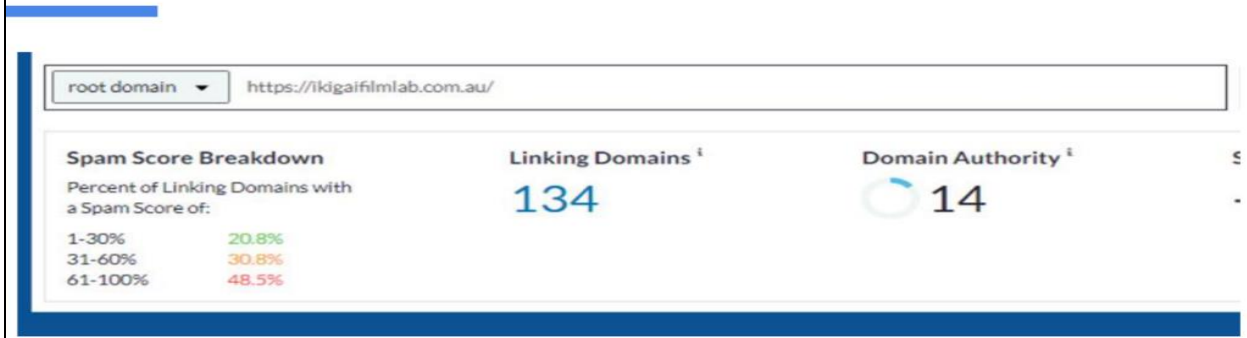 root domain https://ikigaifilmlab.com.au/
Spam Score Breakdown
Percent of Linking Domains with
a Spam Score of:
1-30% 20.8%
31-60% 30.8%
61-100% 48.5%
Linking Domains i
134
Domain Authority i
14
S